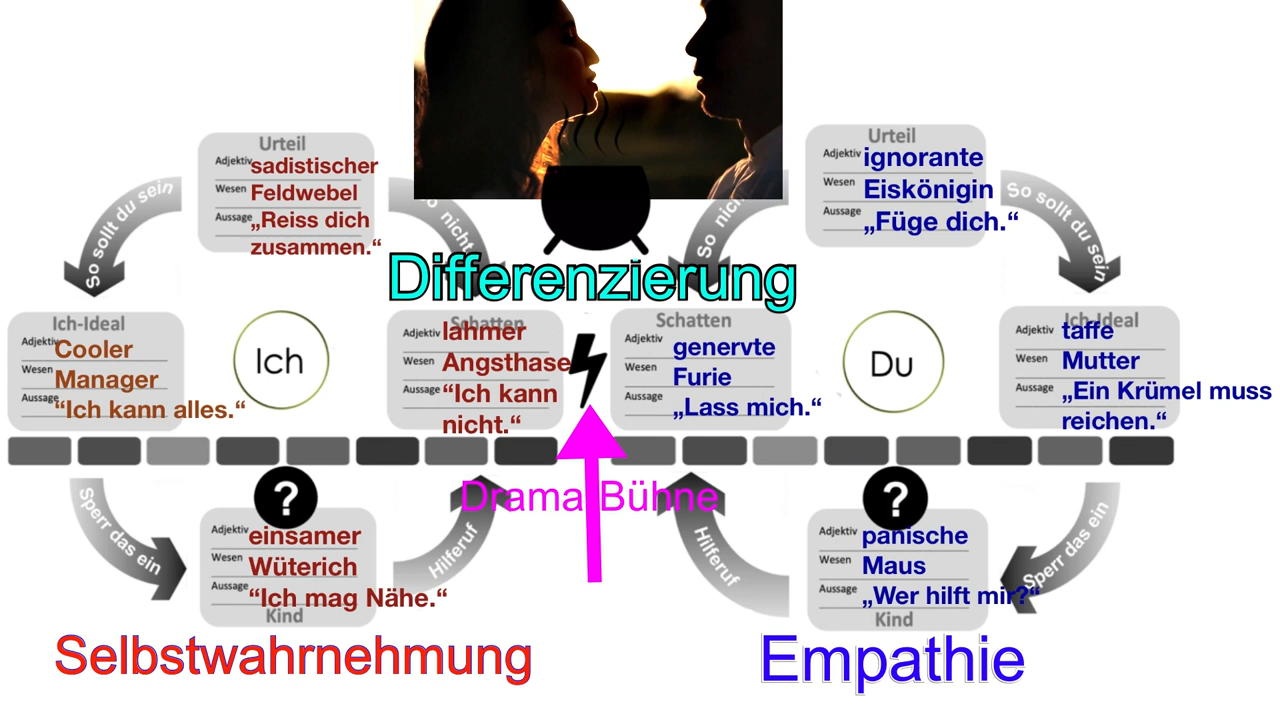 Urteil
Adjektiv sadistischer
Wesen Feldwebel
Aussage „Reiss dich
zusammen.“
So sollt du sein
So nicht
Ich-Ideal
Adjektiv Cooler
Wesen Manager
Aussage “Ich kann alles.“
Ich
Schatten
Adjektiv lahmer
Wesen Angsthase
Aussage “Ich kann
nicht.“
Sperr das ein
?
Adjektiv einsamer
Wesen Wüterich
Aussage “Ich mag Nähe.“
Kind
Hilferuf
Selbstwahrnehmung
Differenzierung
Drama Bühne
Urteil
Adjektiv ignorante
Wesen Eiskönigin
Aussage „Füge dich.“
So
So sollt du sein
Schatten
Adjektiv genervte
Wesen Furie
Aussage „Lass mich.“
Du
Ich-Ideal
Adjektiv taffe
Wesen Mutter
Aussage „Ein Krümel muss
reichen.“
Hilferuf
?
Adjektiv panische
Wesen Maus
Aussage „Wer hilft mir?“
Kind
Sperr das ein
Empathie